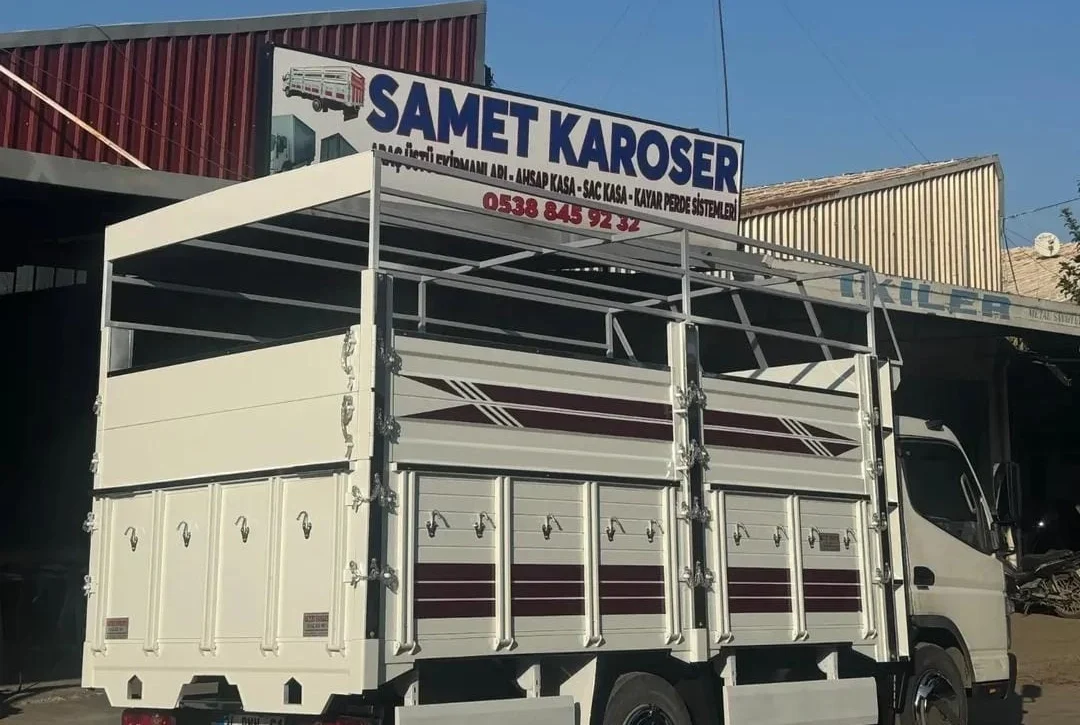 SAMET KAROSER
ARAÇ ÜSTÜ EKİPMANLARI - AHŞAP KASA - SAC KASA - KAYAR PERDE SİSTEMLERİ
0538 845 92 32
İKİLER
METAL